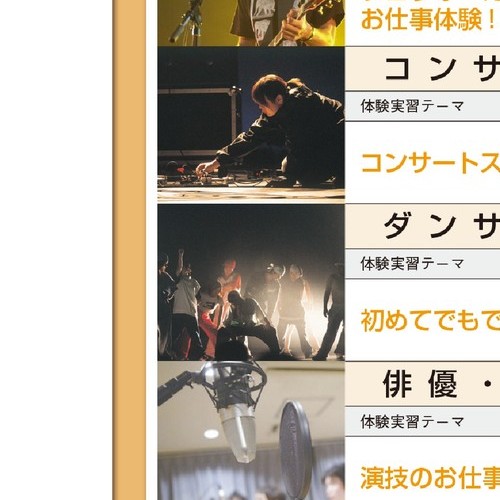 お仕事体験！
コンサ
体験実習テーマ
コンサートス
ダンサ
体験実習テーマ
初めてでもで
俳優・
体験実習テーマ
演技のお仕事